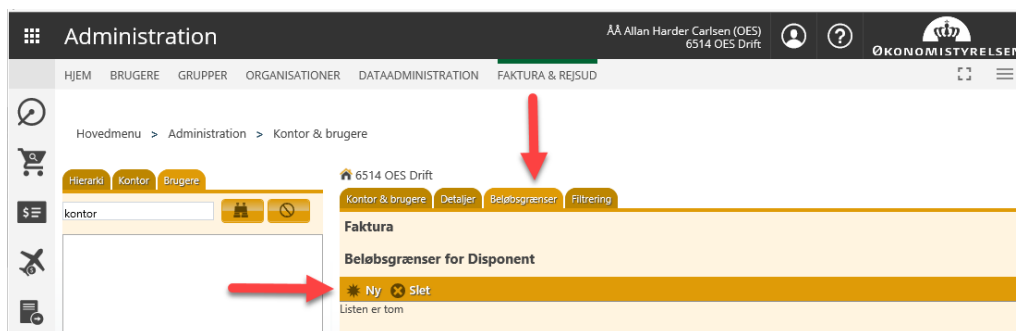 Administration
ÅÅ Allan Harder Carlsen (OES)
6514 OES Drift
ØKONOMISTYRELSEN
HJEM BRUGERE GRUPPER ORGANISATIONER DATAADMINISTRATION FAKTURA & REJSUD
Hovedmenu > Administration > Kontor & brugere
6514 OES Drift
Hierarki Kontor Brugere
Kontor & brugere Detaljer Beløbsgrænser Filtrering
kontor
Faktura
Beløbsgrænser for Disponent
Ny Slet
Listen er tom